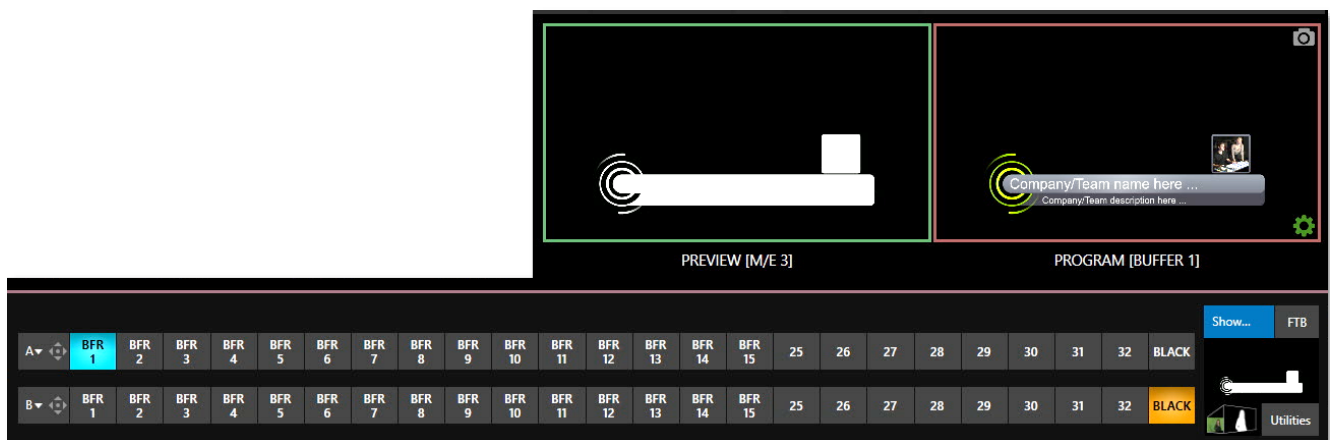 Company/Team name here ...
Company/Team description here ...
PREVIEW [M/E 3]
PROGRAM [BUFFER 1]
Show... FTB
A BFR 1 BFR 2 BFR 3 BFR 4 BFR 5 BFR 6 BFR 7 BFR 8 BFR 9 BFR 10 BFR 11 BFR 12 BFR 13 BFR 14 BFR 15 25 26 27 28 29 30 31 32 BLACK
B BFR 1 BFR 2 BFR 3 BFR 4 BFR 5 BFR 6 BFR 7 BFR 8 BFR 9 BFR 10 BFR 11 BFR 12 BFR 13 BFR 14 BFR 15 25 26 27 28 29 30 31 32 BLACK
Utilities